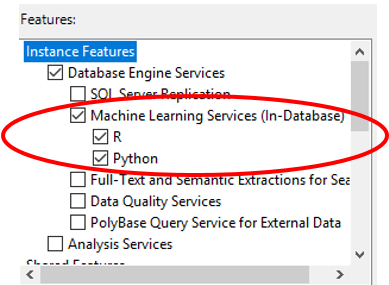 Features:
Instance Features
Database Engine Services
SQL Server Replication
Machine Learning Services (In-Database)
R
Python
Full-Text and Semantic Extractions for Sea
Data Quality Services
PolyBase Query Service for External Data
Analysis Services
Shared Features